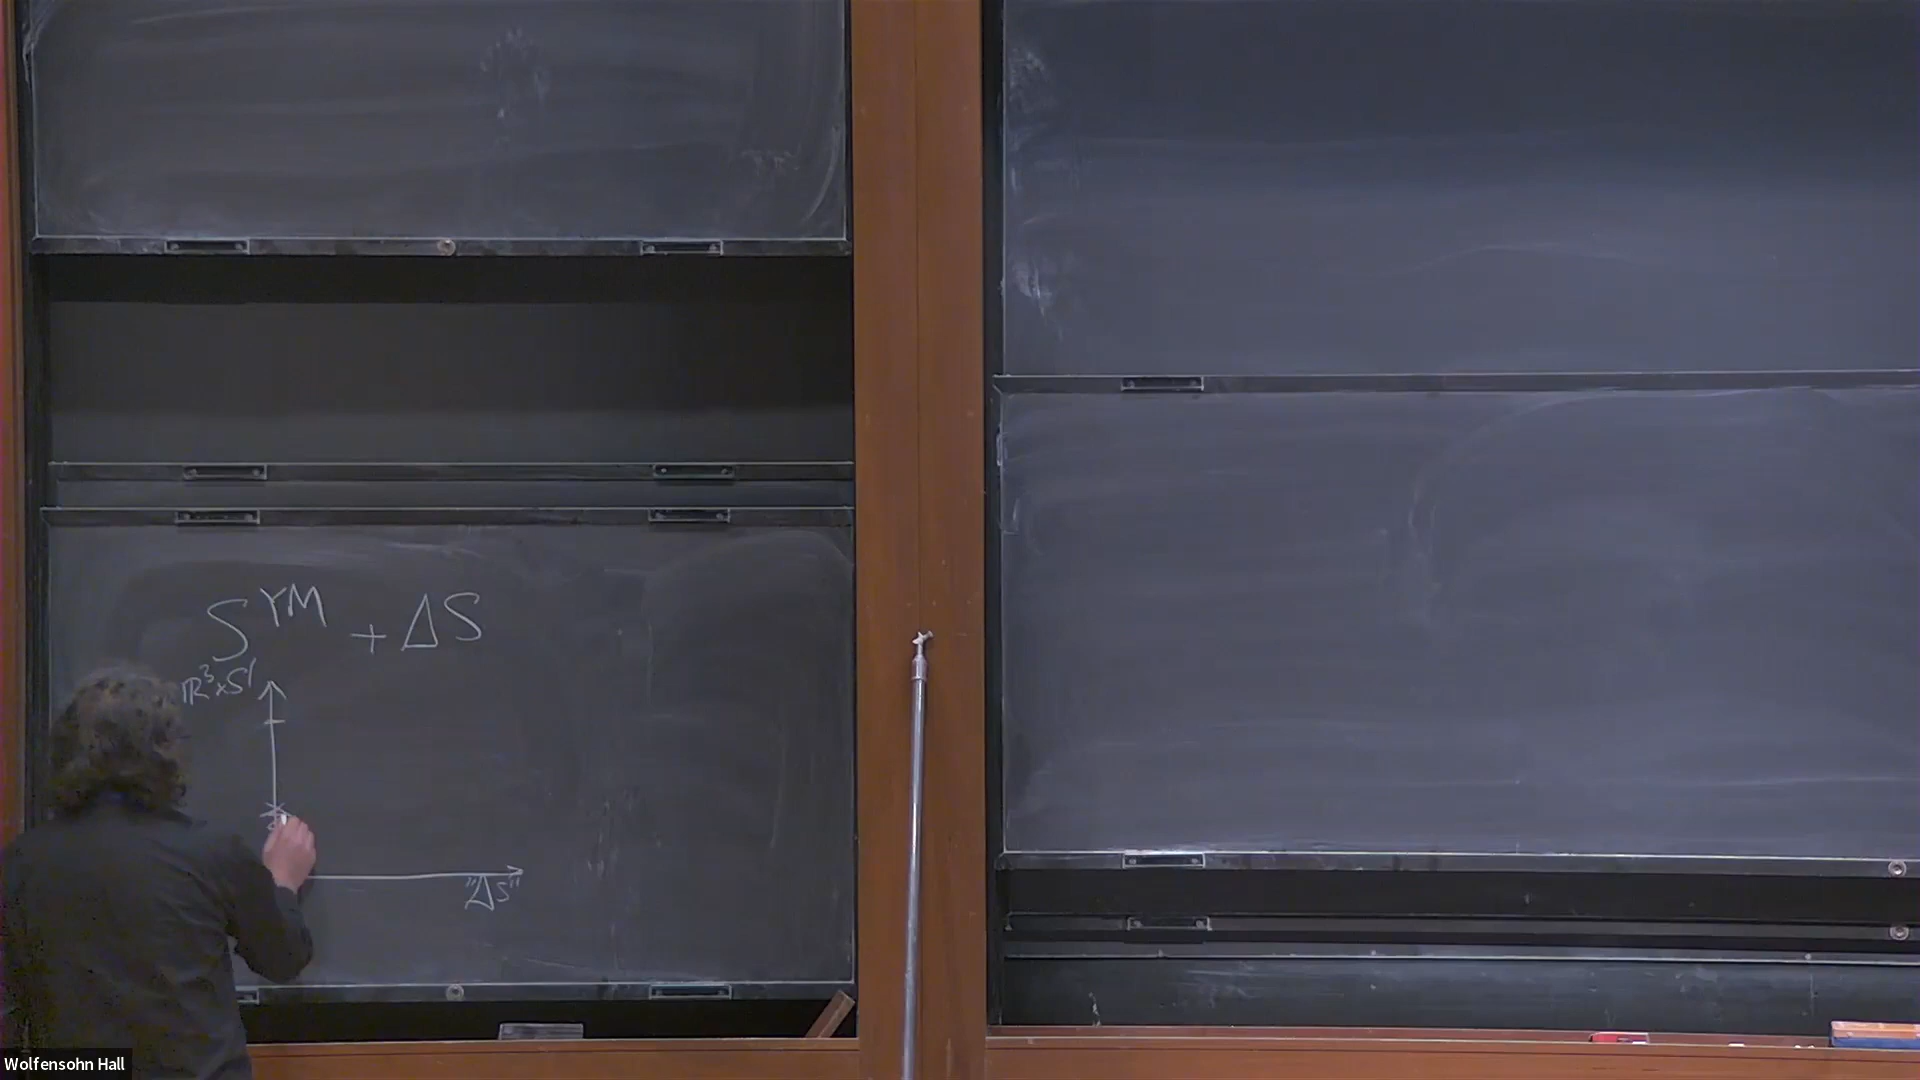 S^YM + ΔS
ℝ³×S¹
"ΔS"
Wolfensohn Hall